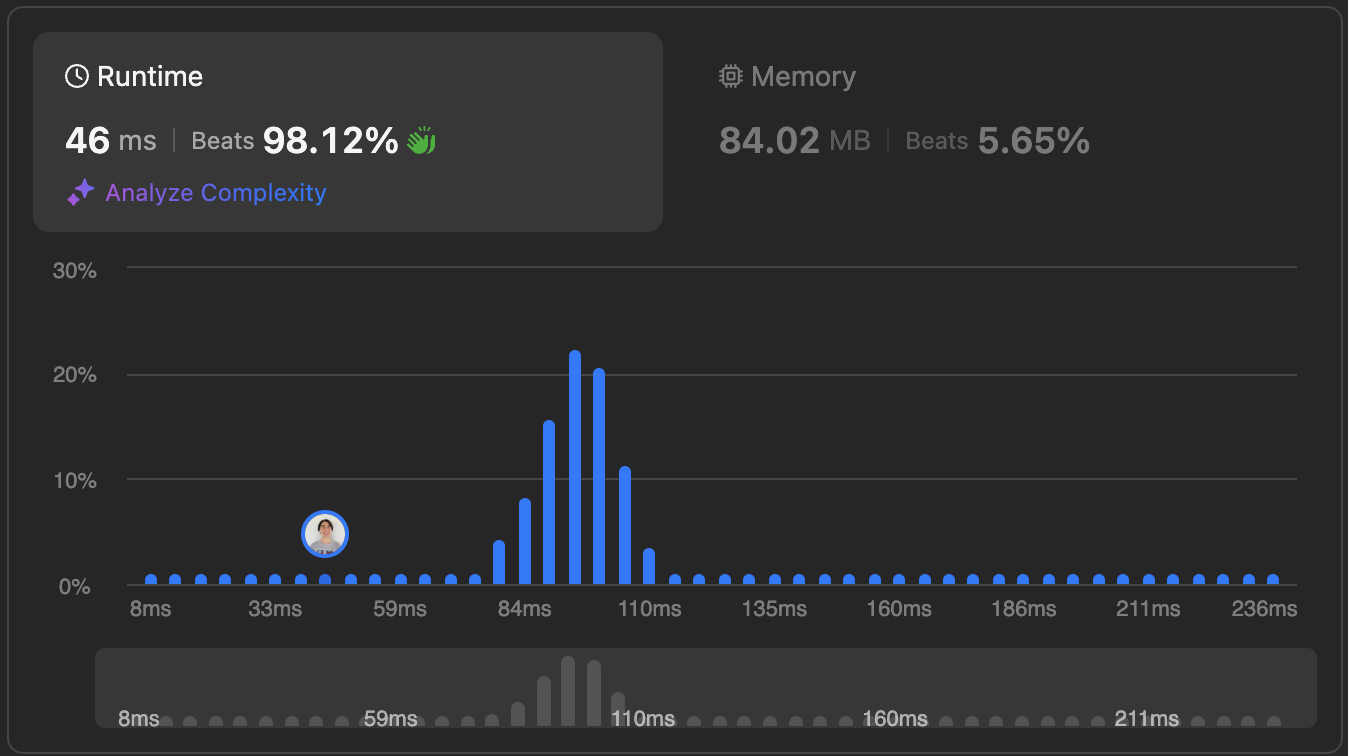 Runtime
46 ms | Beats 98.12%
Analyze Complexity
Memory
84.02 MB | Beats 5.65%
30%
20%
10%
0%
8ms 33ms 59ms 84ms 110ms 135ms 160ms 186ms 211ms 236ms
8ms 59ms 110ms 160ms 211ms